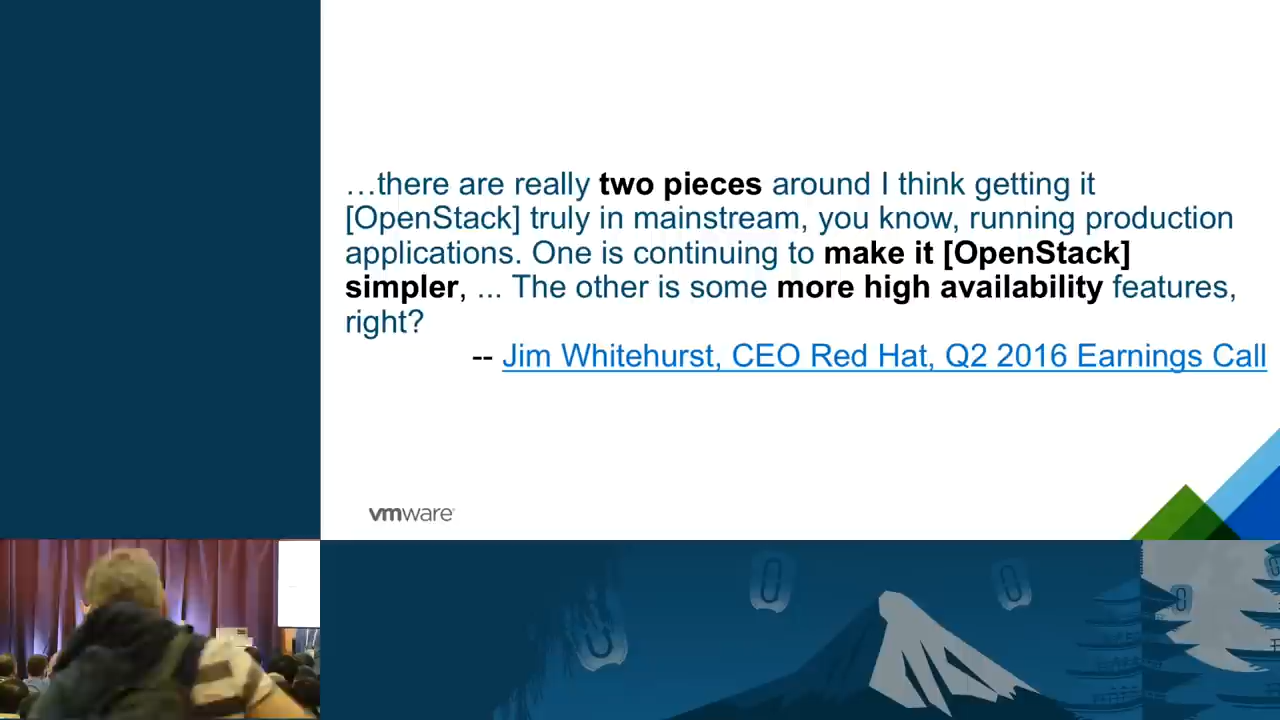 …there are really two pieces around I think getting it
[OpenStack] truly in mainstream, you know, running production
applications. One is continuing to make it [OpenStack]
simpler, ... The other is some more high availability features,
right?
-- Jim Whitehurst, CEO Red Hat, Q2 2016 Earnings Call
vmware